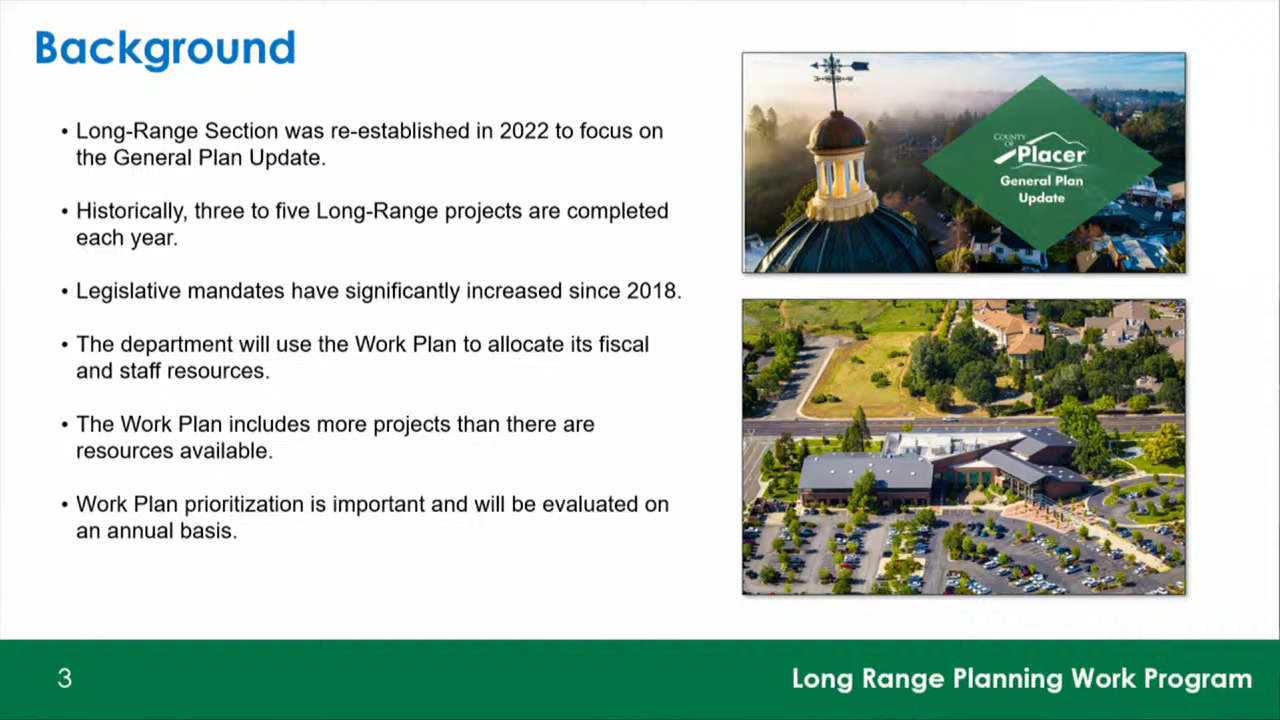 Background
• Long-Range Section was re-established in 2022 to focus on
the General Plan Update.
• Historically, three to five Long-Range projects are completed
each year.
• Legislative mandates have significantly increased since 2018.
• The department will use the Work Plan to allocate its fiscal
and staff resources.
• The Work Plan includes more projects than there are
resources available.
• Work Plan prioritization is important and will be evaluated on
an annual basis.
COUNTY
OF
Placer
General Plan
Update
3
Long Range Planning Work Program